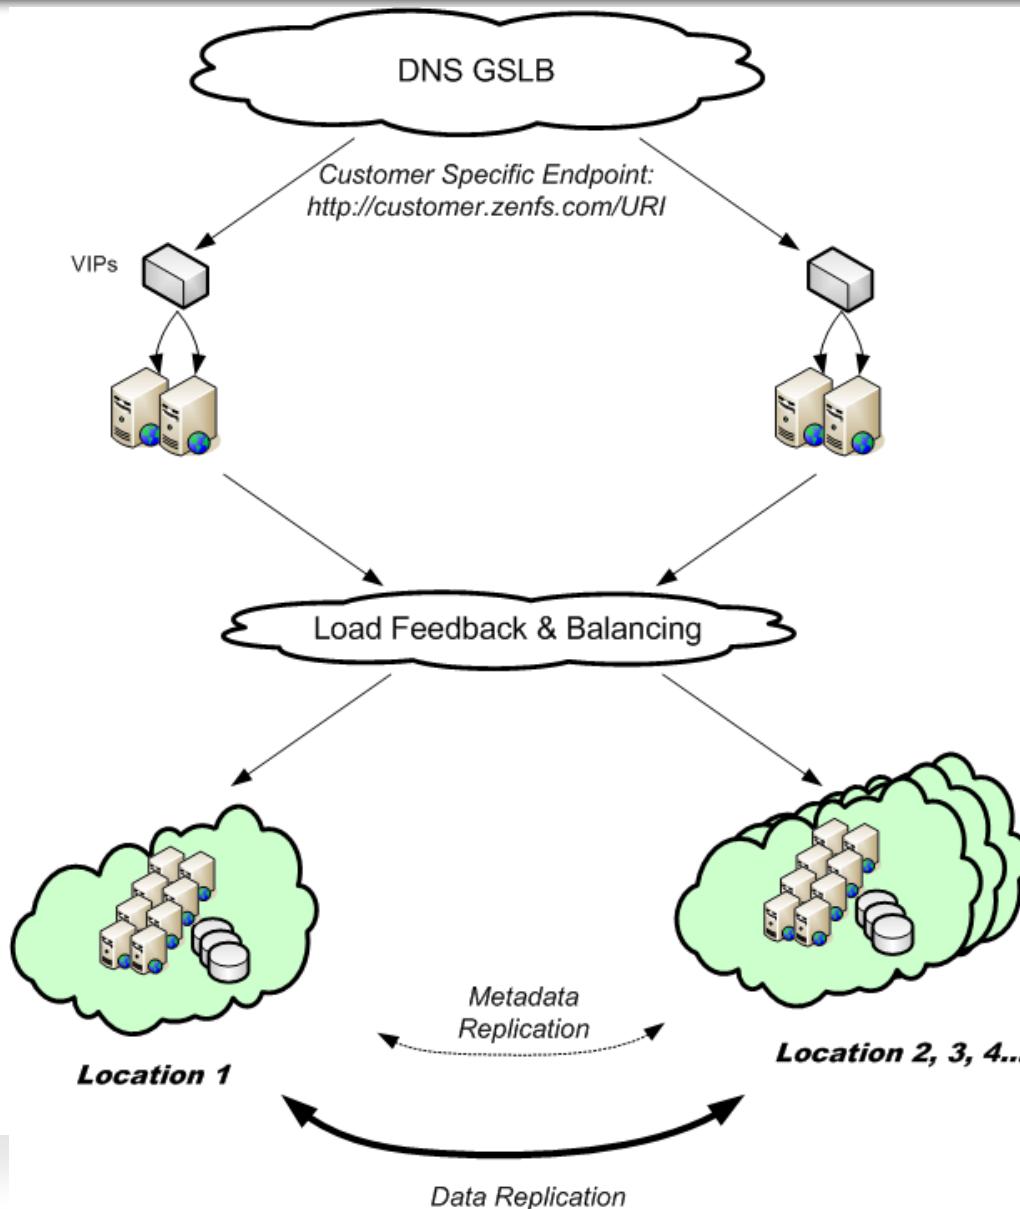 DNS GSLB
Customer Specific Endpoint:
http://customer.zenfs.com/URI
VIPs
Load Feedback & Balancing
Metadata
Replication
Location 1
Location 2, 3, 4...
Data Replication